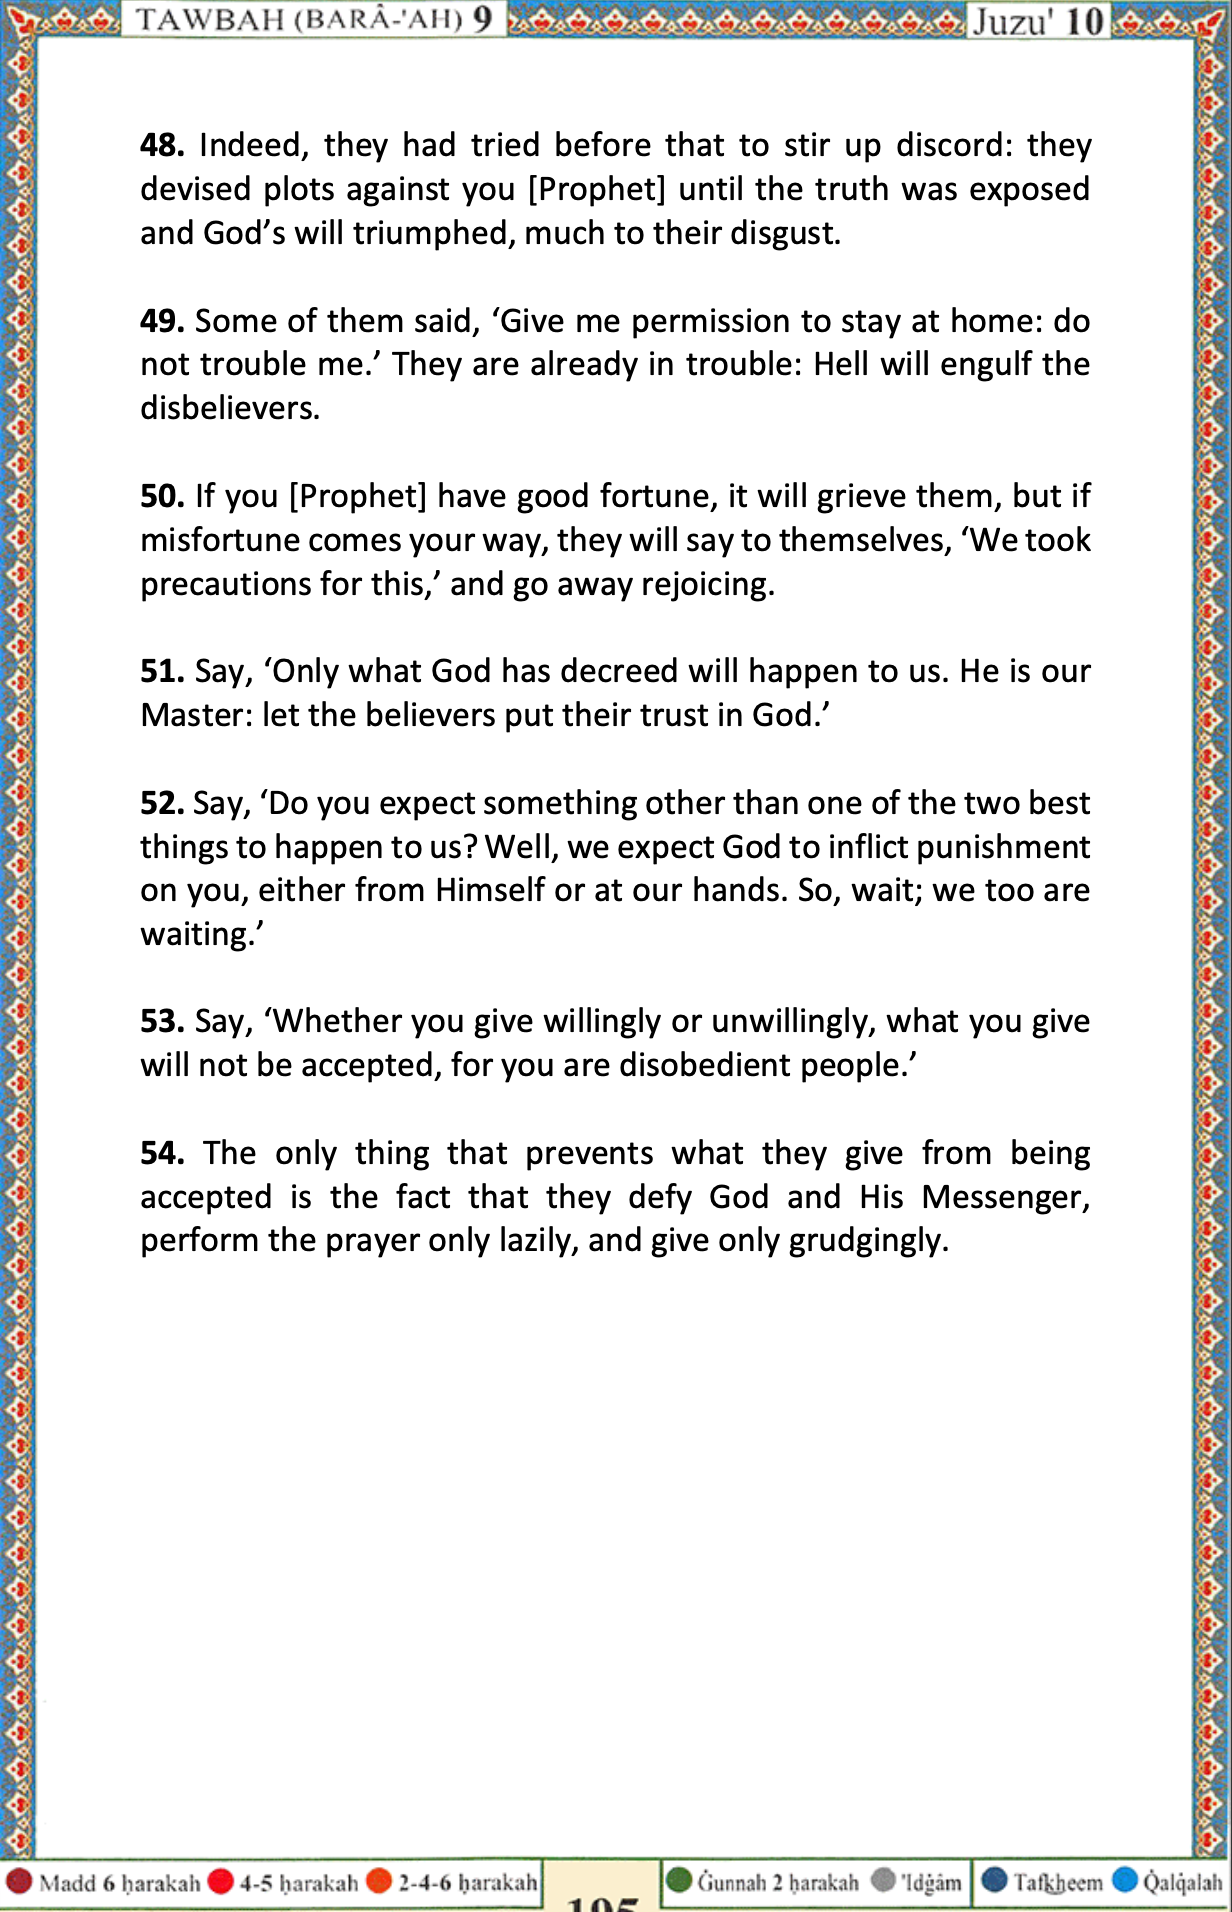 TAWBAH (BARÂ-'AH) 9
Juzu' 10
48. Indeed, they had tried before that to stir up discord: they
devised plots against you [Prophet] until the truth was exposed
and God’s will triumphed, much to their disgust.
49. Some of them said, ‘Give me permission to stay at home: do
not trouble me.’ They are already in trouble: Hell will engulf the
disbelievers.
50. If you [Prophet] have good fortune, it will grieve them, but if
misfortune comes your way, they will say to themselves, ‘We took
precautions for this,’ and go away rejoicing.
51. Say, ‘Only what God has decreed will happen to us. He is our
Master: let the believers put their trust in God.’
52. Say, ‘Do you expect something other than one of the two best
things to happen to us? Well, we expect God to inflict punishment
on you, either from Himself or at our hands. So, wait; we too are
waiting.’
53. Say, ‘Whether you give willingly or unwillingly, what you give
will not be accepted, for you are disobedient people.’
54. The only thing that prevents what they give from being
accepted is the fact that they defy God and His Messenger,
perform the prayer only lazily, and give only grudgingly.
Madd 6 ḥarakah 4-5 ḥarakah 2-4-6 ḥarakah
195
Ġunnah 2 ḥarakah 'Idġâm Tafkheem Q̇alq̇alah